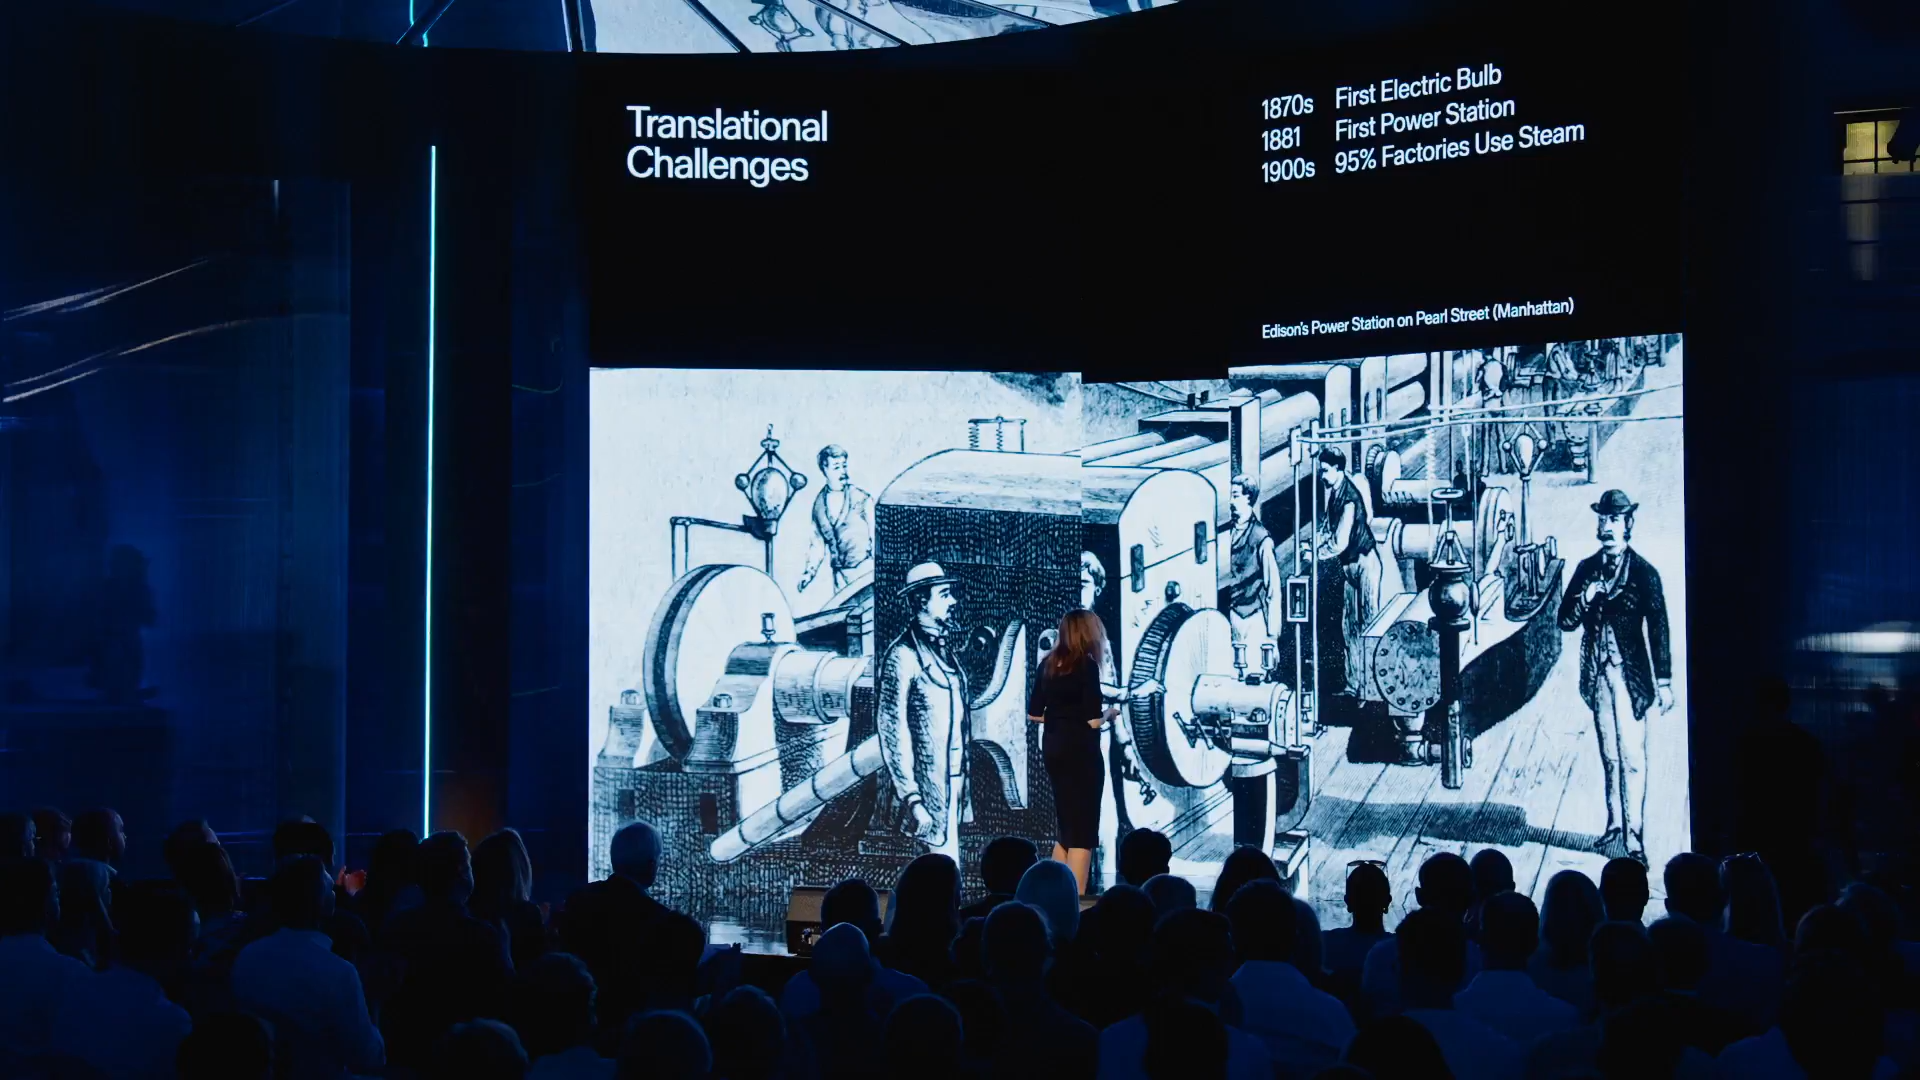 Translational
Challenges
1870s First Electric Bulb
1881 First Power Station
1900s 95% Factories Use Steam
Edison's Power Station on Pearl Street (Manhattan)